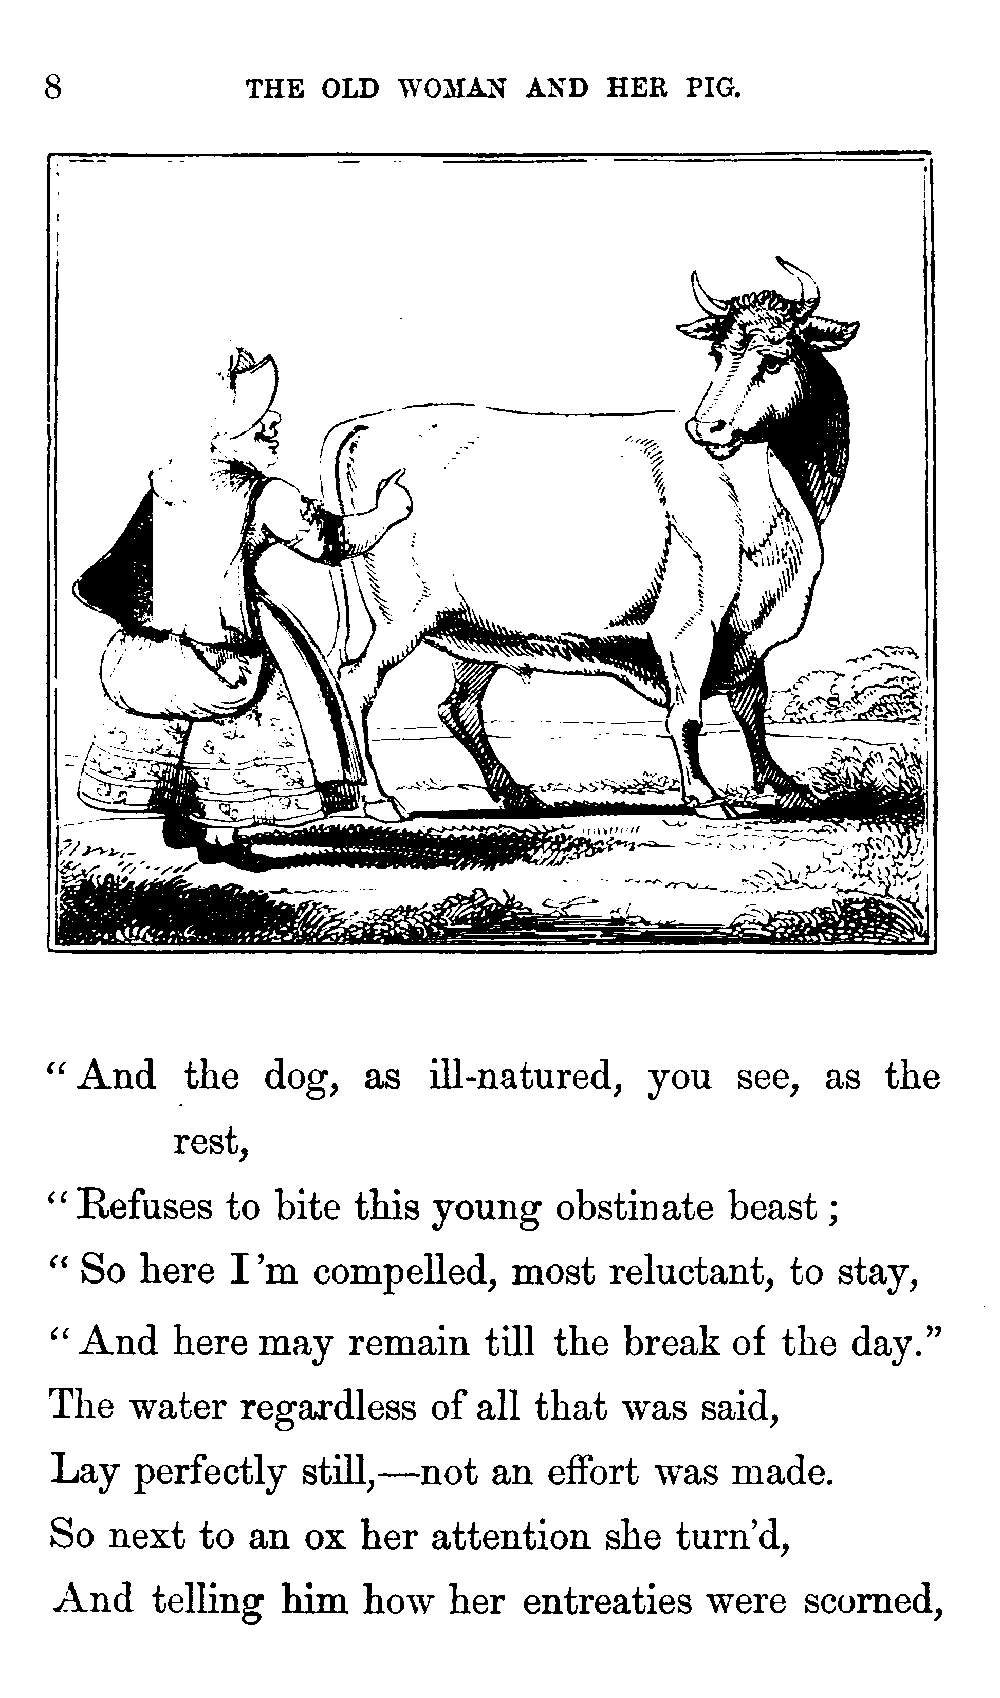 8 THE OLD WOMAN AND HER PIG.
“ And the dog, as ill-natured, you see, as the
rest,
“ Refuses to bite this young obstinate beast ;
“ So here I ’m compelled, most reluctant, to stay,
“ And here may remain till the break of the day.”
The water regardless of all that was said,
Lay perfectly still,—not an effort was made.
So next to an ox her attention she turn’d,
And telling him how her entreaties were scorned,